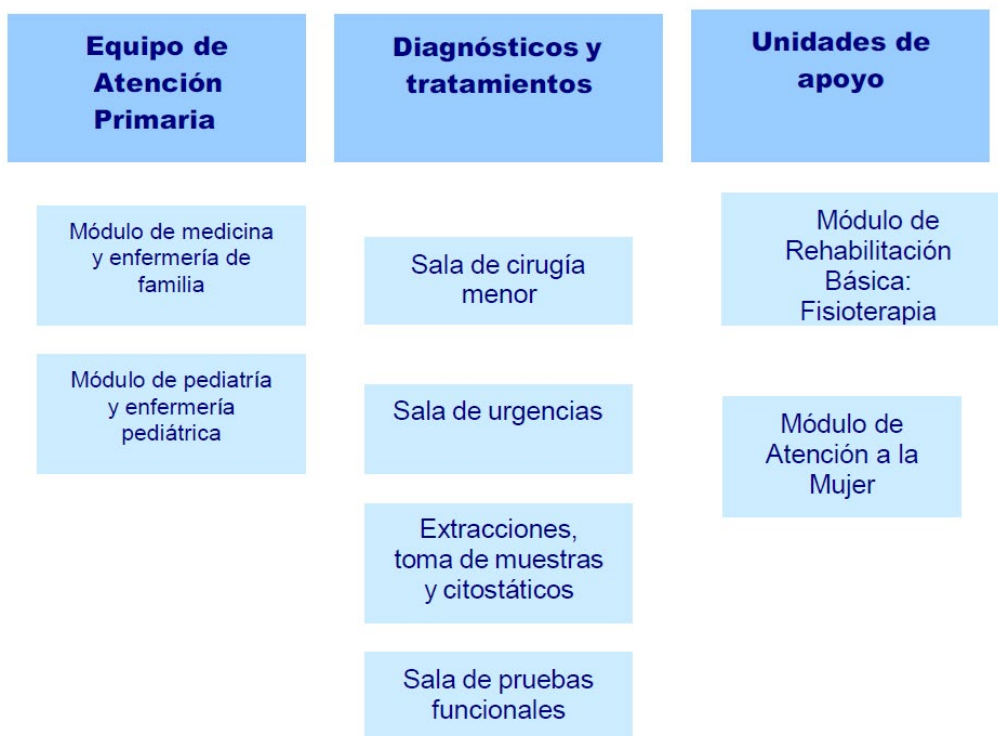 Equipo de
Atención
Primaria
Módulo de medicina
y enfermería de
familia
Módulo de pediatría
y enfermería
pediátrica
Diagnósticos y
tratamientos
Sala de cirugía
menor
Sala de urgencias
Extracciones,
toma de muestras
y citostáticos
Sala de pruebas
funcionales
Unidades de
apoyo
Módulo de
Rehabilitación
Básica:
Fisioterapia
Módulo de
Atención a la
Mujer